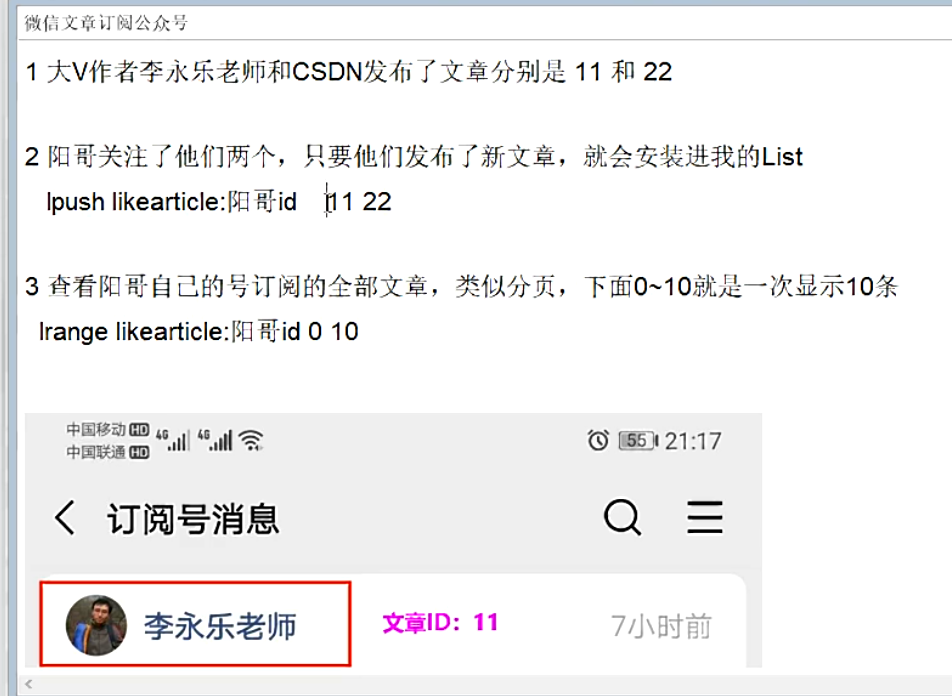 微信文章订阅公众号
1 大V作者李永乐老师和CSDN发布了文章分别是 11 和 22
2 阳哥关注了他们两个，只要他们发布了新文章，就会安装进我的List
lpush likearticle:阳哥id 11 22
3 查看阳哥自己的号订阅的全部文章，类似分页，下面0~10就是一次显示10条
lrange likearticle:阳哥id 0 10
中国移动 HD 4G 4G
中国联通 HD
55 21:17
订阅号消息
李永乐老师 文章ID：11 7小时前